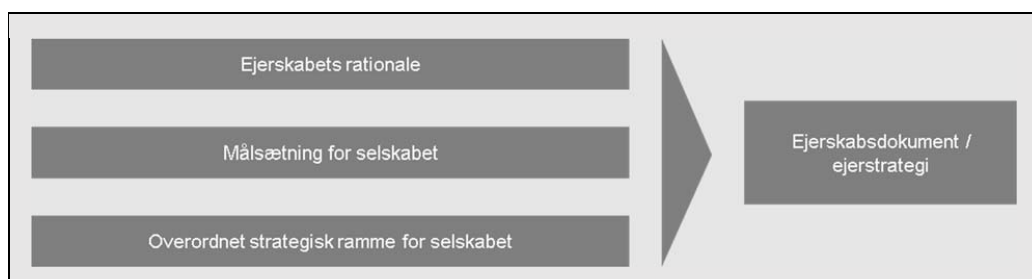 Ejerskabets rationale
Målsætning for selskabet
Overordnet strategisk ramme for selskabet
Ejerskabsdokument /
ejerstrategi